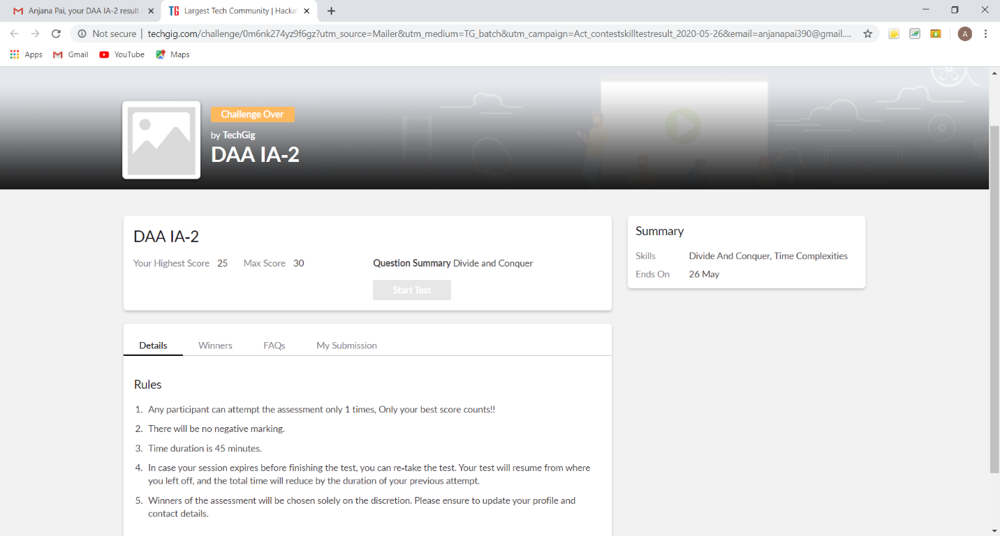 Anjana Pai, your DAA IA-2 result
TG Largest Tech Community | Hacka
Not secure | techgig.com/challenge/0m6nk274yz9f6gz?utm_source=Mailer&utm_medium=TG_batch&utm_campaign=Act_contestskilltestresult_2020-05-26&email=anjanapai390@gmail....
A
Apps Gmail YouTube Maps
Challenge Over
by TechGig
DAA IA-2
DAA IA-2
Your Highest Score 25 Max Score 30
Question Summary Divide and Conquer
Start Test
Summary
Skills Divide And Conquer, Time Complexities
Ends On 26 May
Details Winners FAQs My Submission
Rules
1. Any participant can attempt the assessment only 1 times, Only your best score counts!!
2. There will be no negative marking.
3. Time duration is 45 minutes.
4. In case your session expires before finishing the test, you can re-take the test. Your test will resume from where
you left off, and the total time will reduce by the duration of your previous attempt.
5. Winners of the assessment will be chosen solely on the discretion. Please ensure to update your profile and
contact details.